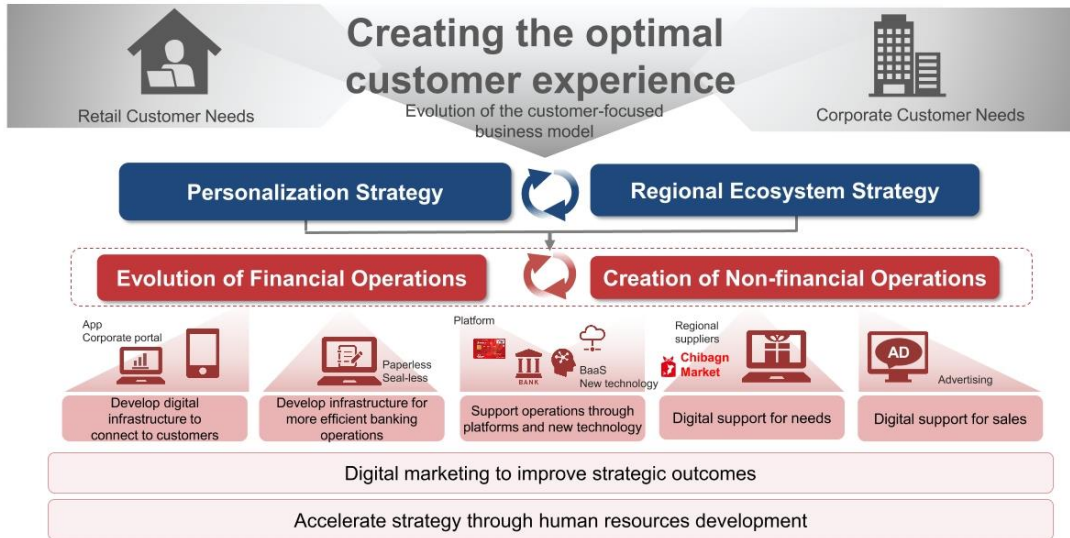 Creating the optimal
customer experience
Evolution of the customer-focused
business model
Retail Customer Needs
Corporate Customer Needs
Personalization Strategy
Regional Ecosystem Strategy
Evolution of Financial Operations
Creation of Non-financial Operations
App
Corporate portal
Paperless
Seal-less
Platform
BANK
BaaS
New technology
Regional
suppliers
Chibagn
Market
AD
Advertising
Develop digital
infrastructure to
connect to customers
Develop infrastructure for
more efficient banking
operations
Support operations through
platforms and new technology
Digital support for needs
Digital support for sales
Digital marketing to improve strategic outcomes
Accelerate strategy through human resources development